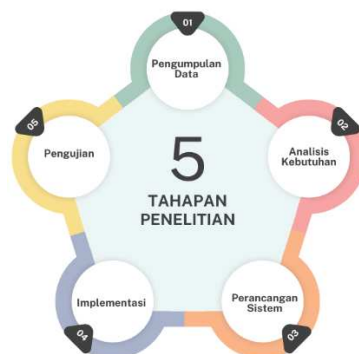 01
Pengumpulan
Data
02
Analisis
Kebutuhan
03
Perancangan
Sistem
04
Implementasi
05
Pengujian
5
TAHAPAN
PENELITIAN